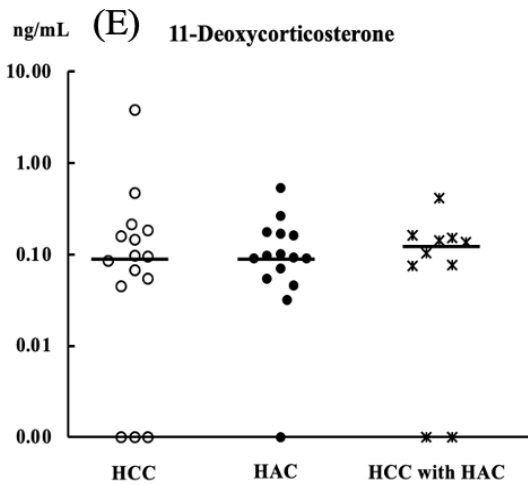 ng/mL (E) 11-Deoxycorticosterone
10.00
1.00
0.10
0.01
0.00
HCC HAC HCC with HAC